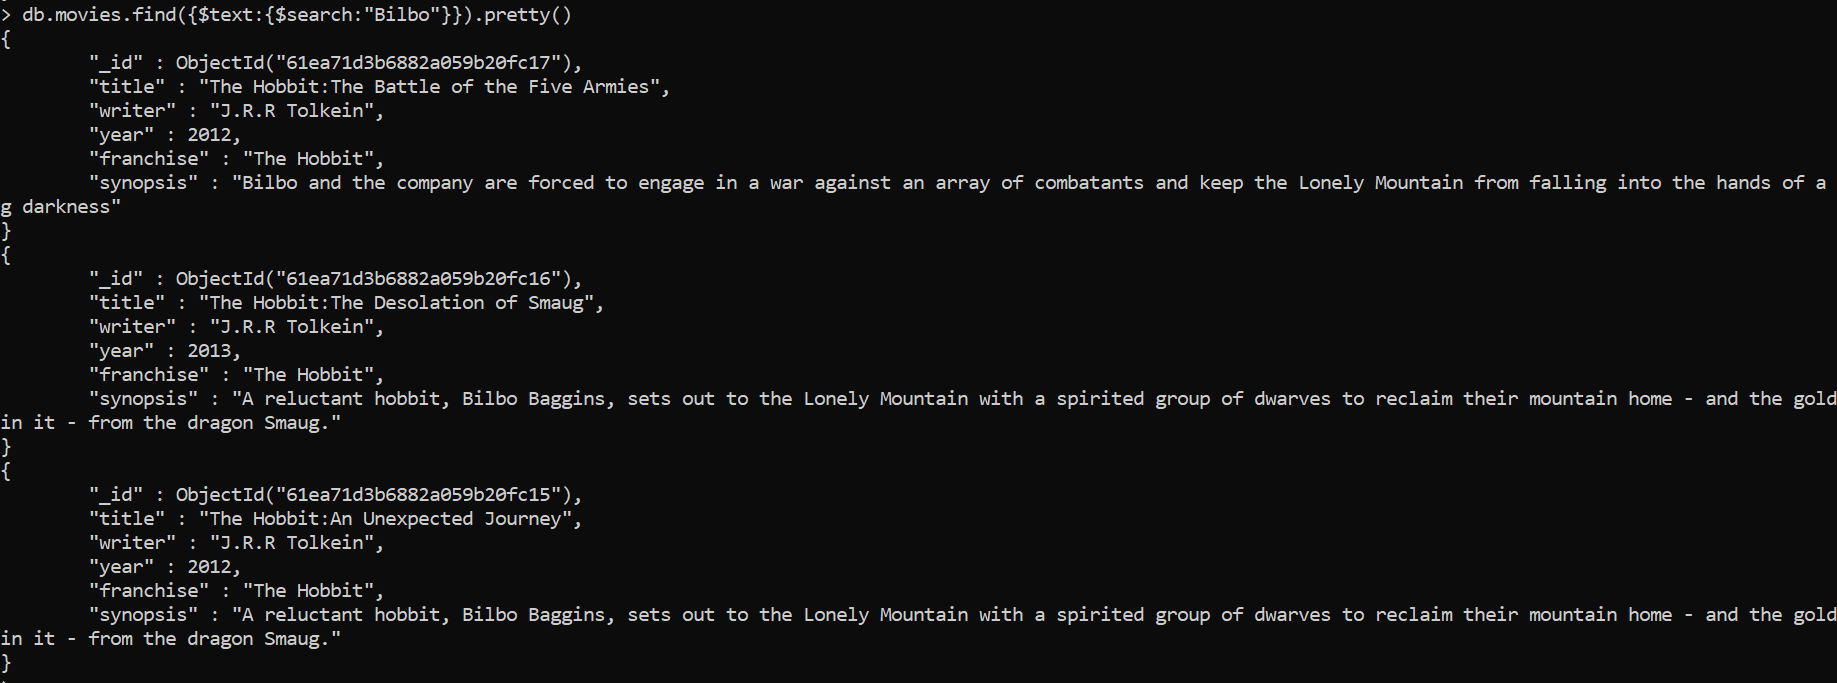 > db.movies.find({$text:{$search:"Bilbo"}}).pretty()
{
        "_id" : ObjectId("61ea71d3b6882a059b20fc17"),
        "title" : "The Hobbit:The Battle of the Five Armies",
        "writer" : "J.R.R Tolkein",
        "year" : 2012,
        "franchise" : "The Hobbit",
        "synopsis" : "Bilbo and the company are forced to engage in a war against an array of combatants and keep the Lonely Mountain from falling into the hands of a
g darkness"
}
{
        "_id" : ObjectId("61ea71d3b6882a059b20fc16"),
        "title" : "The Hobbit:The Desolation of Smaug",
        "writer" : "J.R.R Tolkein",
        "year" : 2013,
        "franchise" : "The Hobbit",
        "synopsis" : "A reluctant hobbit, Bilbo Baggins, sets out to the Lonely Mountain with a spirited group of dwarves to reclaim their mountain home - and the gold
in it - from the dragon Smaug."
}
{
        "_id" : ObjectId("61ea71d3b6882a059b20fc15"),
        "title" : "The Hobbit:An Unexpected Journey",
        "writer" : "J.R.R Tolkein",
        "year" : 2012,
        "franchise" : "The Hobbit",
        "synopsis" : "A reluctant hobbit, Bilbo Baggins, sets out to the Lonely Mountain with a spirited group of dwarves to reclaim their mountain home - and the gold
in it - from the dragon Smaug."
}